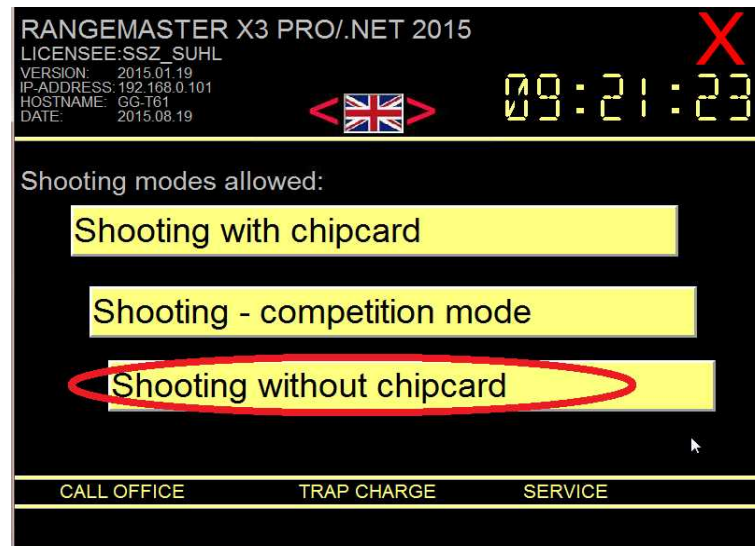 RANGEMASTER X3 PRO/.NET 2015
LICENSEE:SSZ_SUHL
VERSION: 2015.01.19
IP-ADDRESS: 192.168.0.101
HOSTNAME: GG-T61
DATE: 2015.08.19
X
< >
09:21:23
Shooting modes allowed:
Shooting with chipcard
Shooting - competition mode
Shooting without chipcard
CALL OFFICE TRAP CHARGE SERVICE